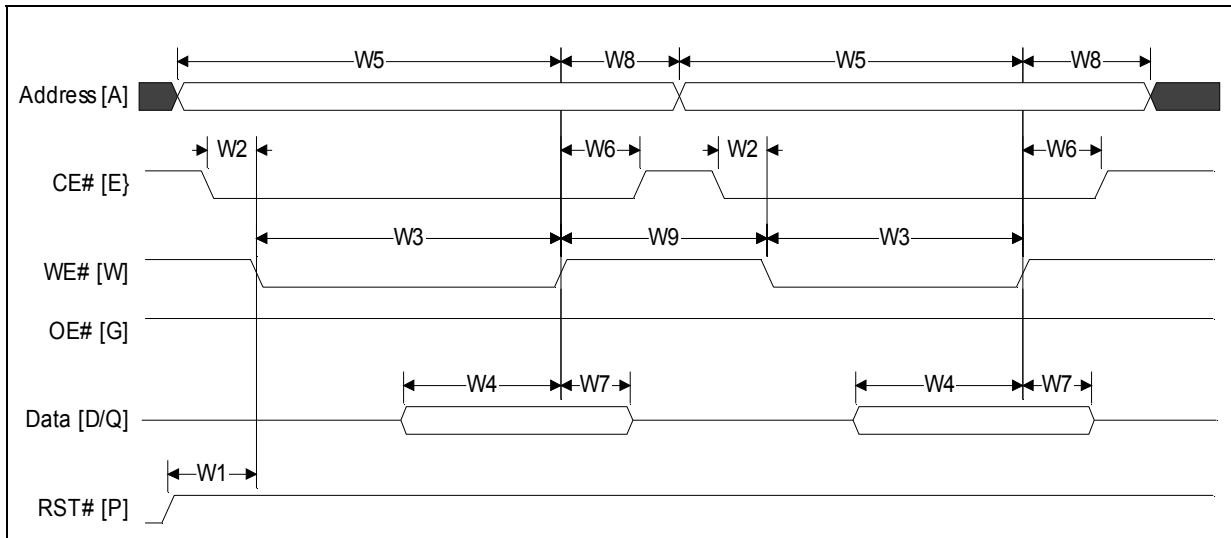 W5 W8 W5 W8
Address [A]
W2 W6 W2 W6
CE# [E}
W3 W9 W3
WE# [W]
OE# [G]
W4 W7 W4 W7
Data [D/Q]
W1
RST# [P]